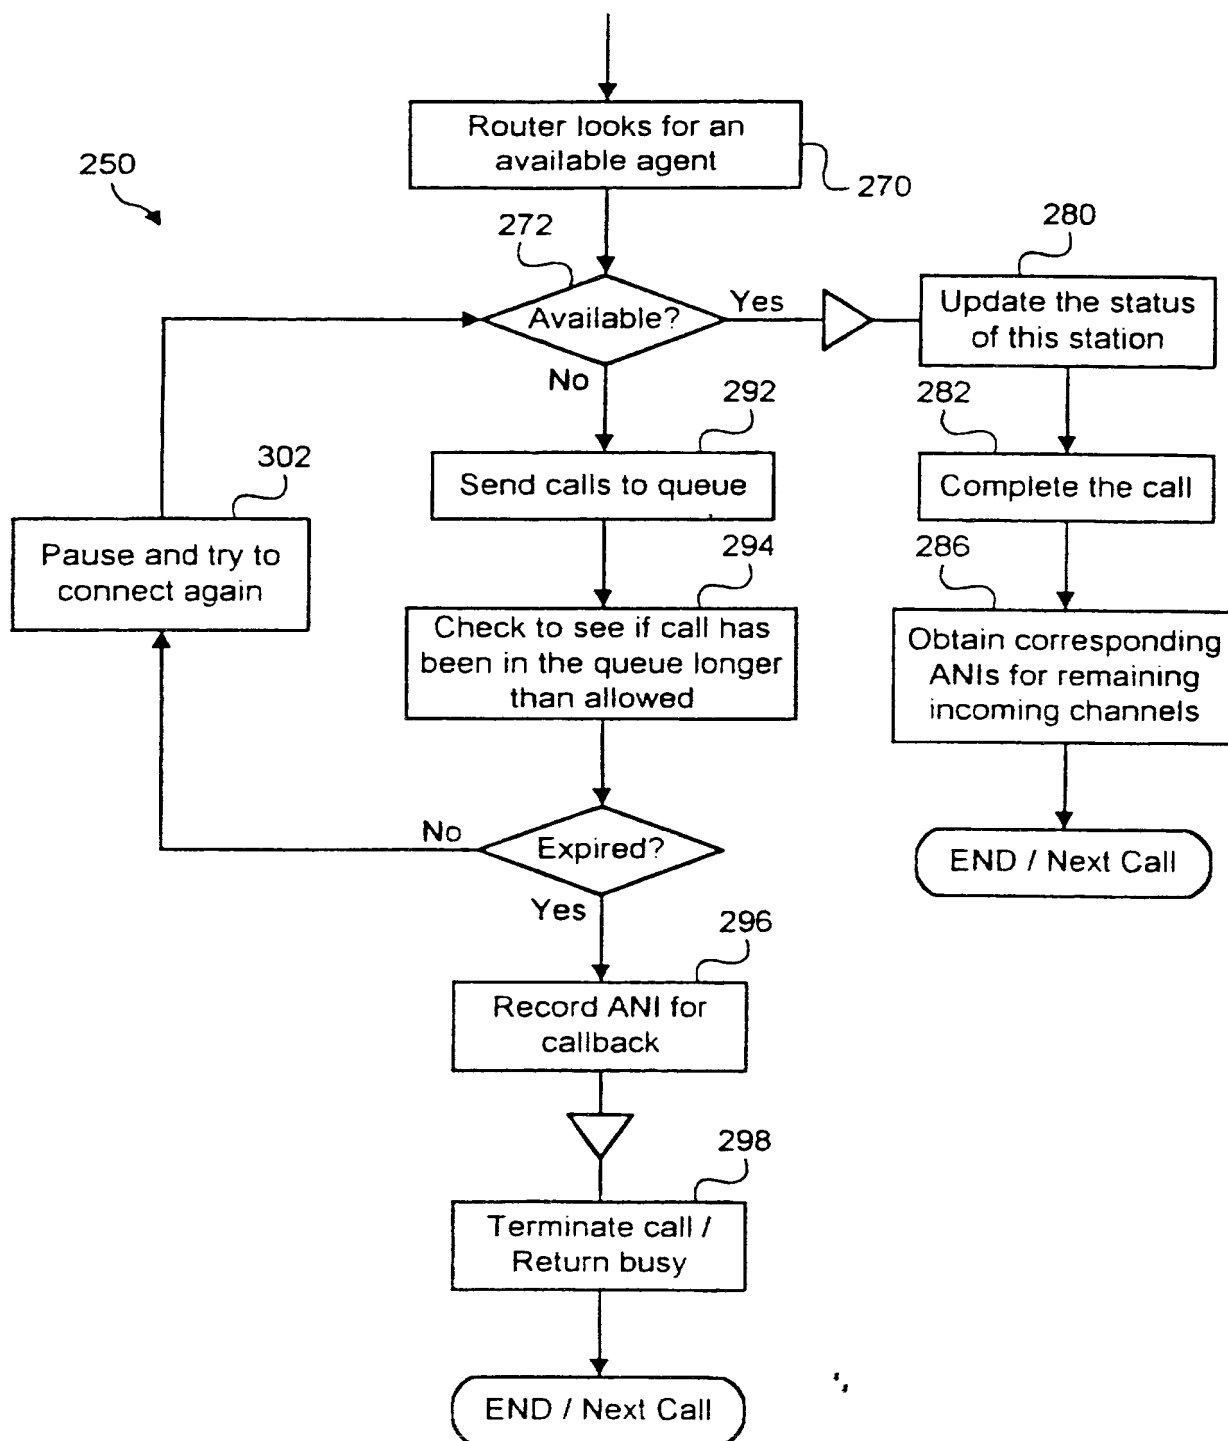 Router looks for an
available agent
270
250
272
280
Available?
Yes
Update the status
of this station
No
292
282
Send calls to queue
Complete the call
302
Pause and try to
connect again
294
286
Check to see if call has
been in the queue longer
than allowed
Obtain corresponding
ANIs for remaining
incoming channels
No
Expired?
END / Next Call
Yes
296
Record ANI for
callback
298
Terminate call /
Return busy
END / Next Call